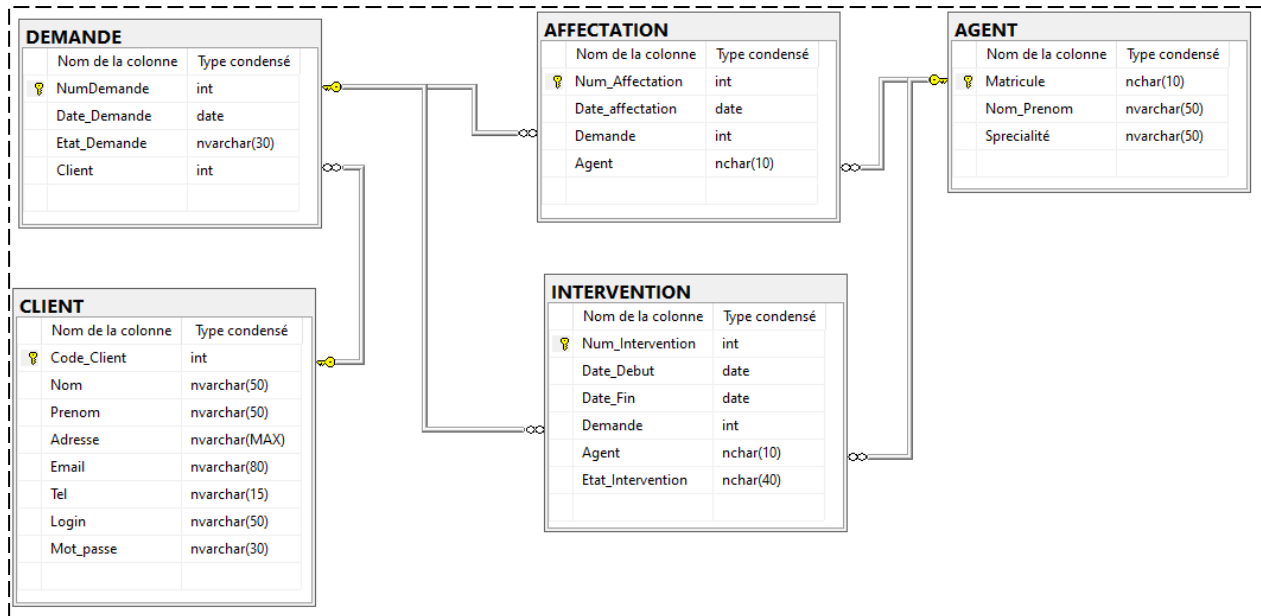 DEMANDE
Nom de la colonne Type condensé
NumDemande int
Date_Demande date
Etat_Demande nvarchar(30)
Client int
AFFECTATION
Nom de la colonne Type condensé
Num_Affectation int
Date_affectation date
Demande int
Agent nchar(10)
AGENT
Nom de la colonne Type condensé
Matricule nchar(10)
Nom_Prenom nvarchar(50)
Sprecialité nvarchar(50)
CLIENT
Nom de la colonne Type condensé
Code_Client int
Nom nvarchar(50)
Prenom nvarchar(50)
Adresse nvarchar(MAX)
Email nvarchar(80)
Tel nvarchar(15)
Login nvarchar(50)
Mot_passe nvarchar(30)
INTERVENTION
Nom de la colonne Type condensé
Num_Intervention int
Date_Debut date
Date_Fin date
Demande int
Agent nchar(10)
Etat_Intervention nchar(40)